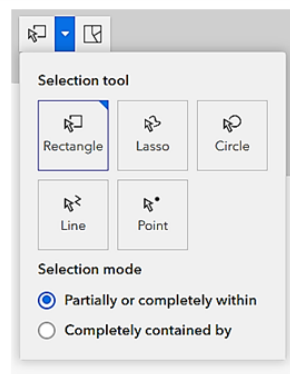 Selection tool
Rectangle Lasso Circle
Line Point
Selection mode
Partially or completely within
Completely contained by